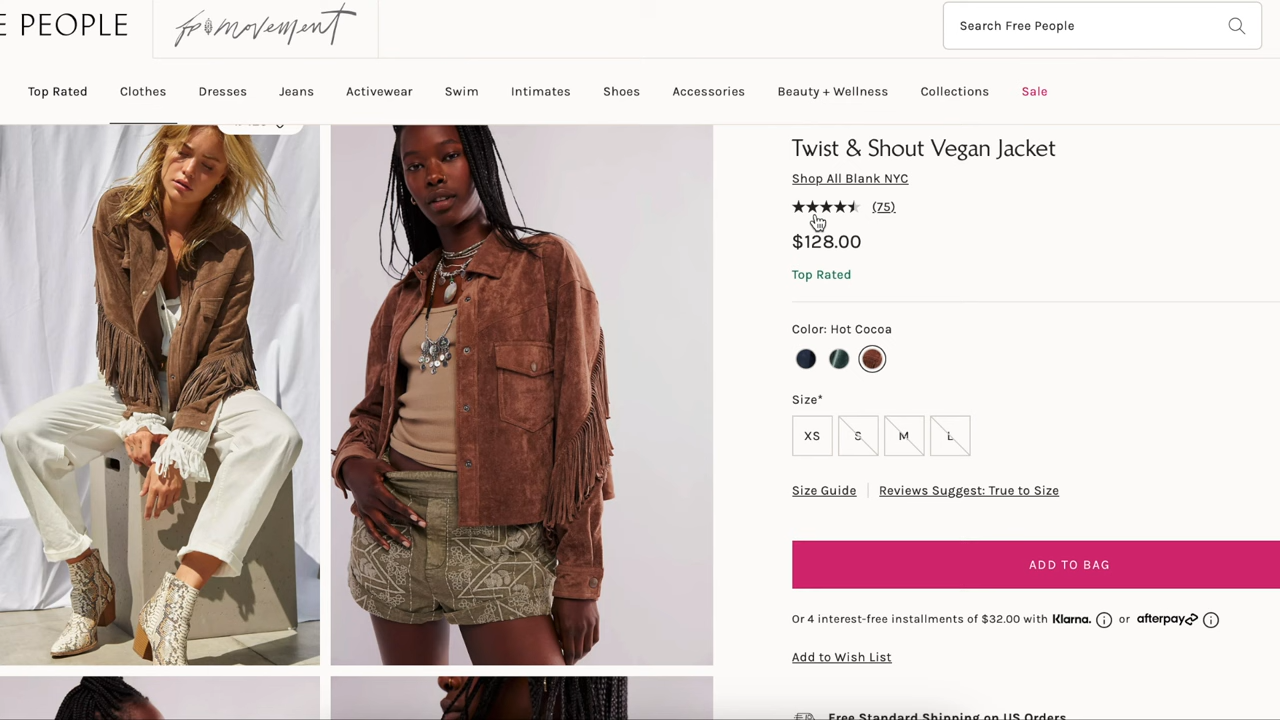 E PEOPLE
fp movement
Search Free People
Top Rated Clothes Dresses Jeans Activewear Swim Intimates Shoes Accessories Beauty + Wellness Collections Sale
Twist & Shout Vegan Jacket
Shop All Blank NYC
(75)
$128.00
Top Rated
Color: Hot Cocoa
Size*
XS S M L
Size Guide Reviews Suggest: True to Size
ADD TO BAG
Or 4 interest-free installments of $32.00 with Klarna. or afterpay
Add to Wish List
Free Standard Shipping on US Orders